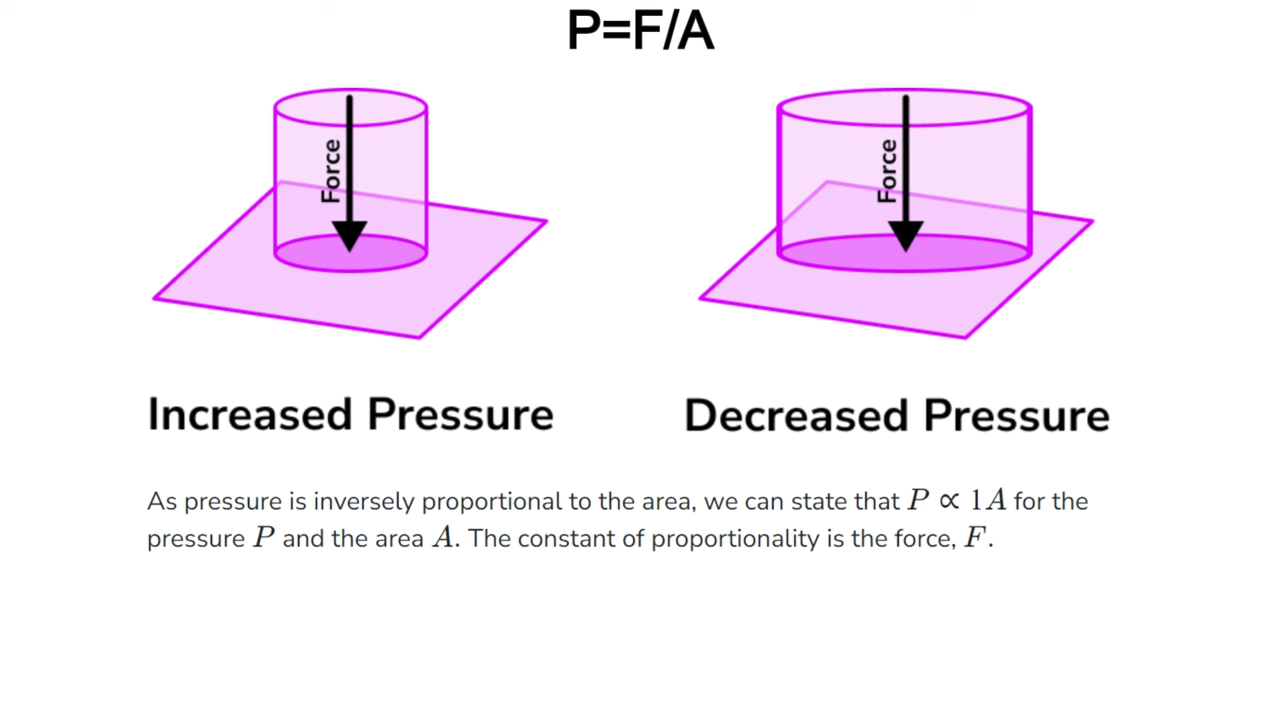 P=F/A
Force
Force
Increased Pressure
Decreased Pressure
As pressure is inversely proportional to the area, we can state that P ∝ 1A for the
pressure P and the area A. The constant of proportionality is the force, F.